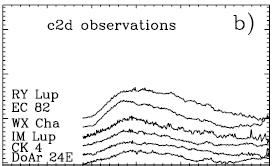 c2d observations b)
RY Lup
EC 82
WX Cha
IM Lup
CK 4
DoAr 24E